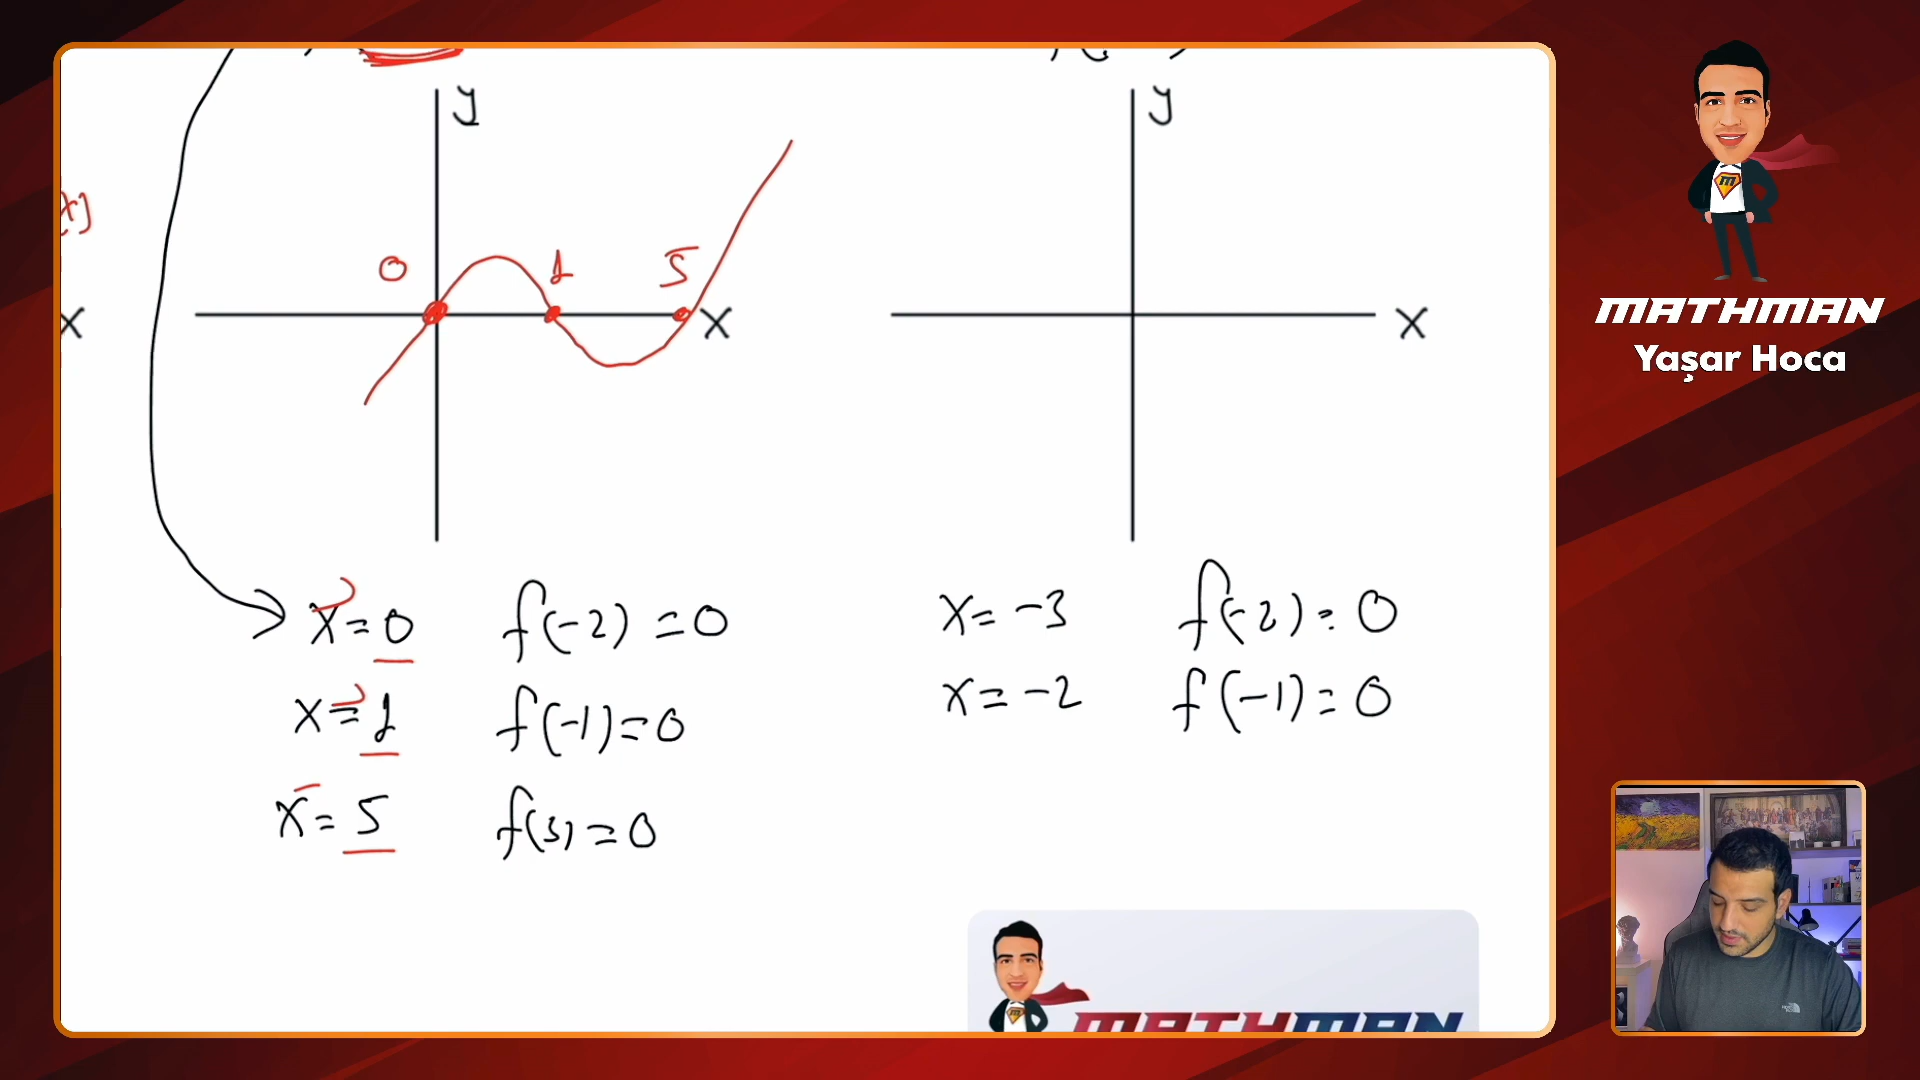 y
y
x]
0
1
5
x
x
x
x=0 f(-2)=0
x=1 f(-1)=0
x=5 f(3)=0
x=-3 f(-2)=0
x=-2 f(-1)=0
MATHMAN
MATHMAN
Yaşar Hoca